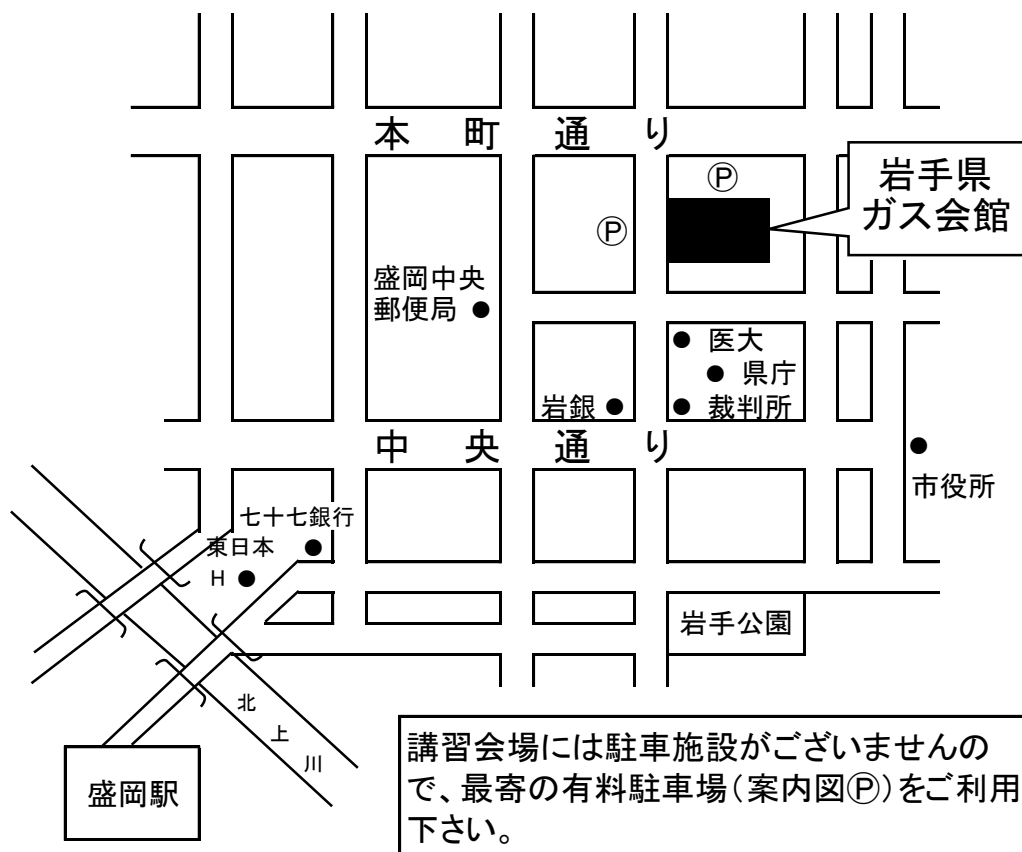 本町通り
Ⓟ
岩手県
ガス会館
Ⓟ
盛岡中央
郵便局
医大
県庁
岩銀
裁判所
中央通り
市役所
七十七銀行
東日本
H
岩手公園
北上川
盛岡駅
講習会場には駐車施設がございませんの
で、最寄の有料駐車場(案内図Ⓟ)をご利用
下さい。